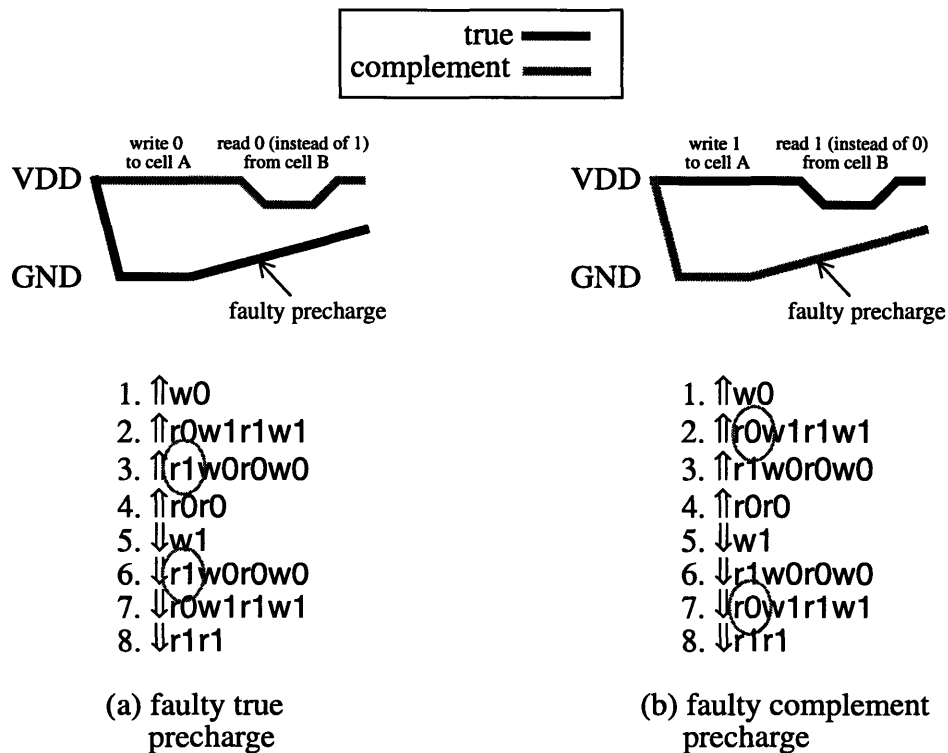 true
complement
write 0
to cell A
read 0 (instead of 1)
from cell B
VDD
GND
faulty precharge
1. ⇑w0
2. ⇑r0w1r1w1
3. ⇑r1w0r0w0
4. ⇑r0r0
5. ⇓w1
6. ⇓r1w0r0w0
7. ⇓r0w1r1w1
8. ⇓r1r1
(a) faulty true
precharge
write 1
to cell A
read 1 (instead of 0)
from cell B
VDD
GND
faulty precharge
1. ⇑w0
2. ⇑r0w1r1w1
3. ⇑r1w0r0w0
4. ⇑r0r0
5. ⇓w1
6. ⇓r1w0r0w0
7. ⇓r0w1r1w1
8. ⇓r1r1
(b) faulty complement
precharge